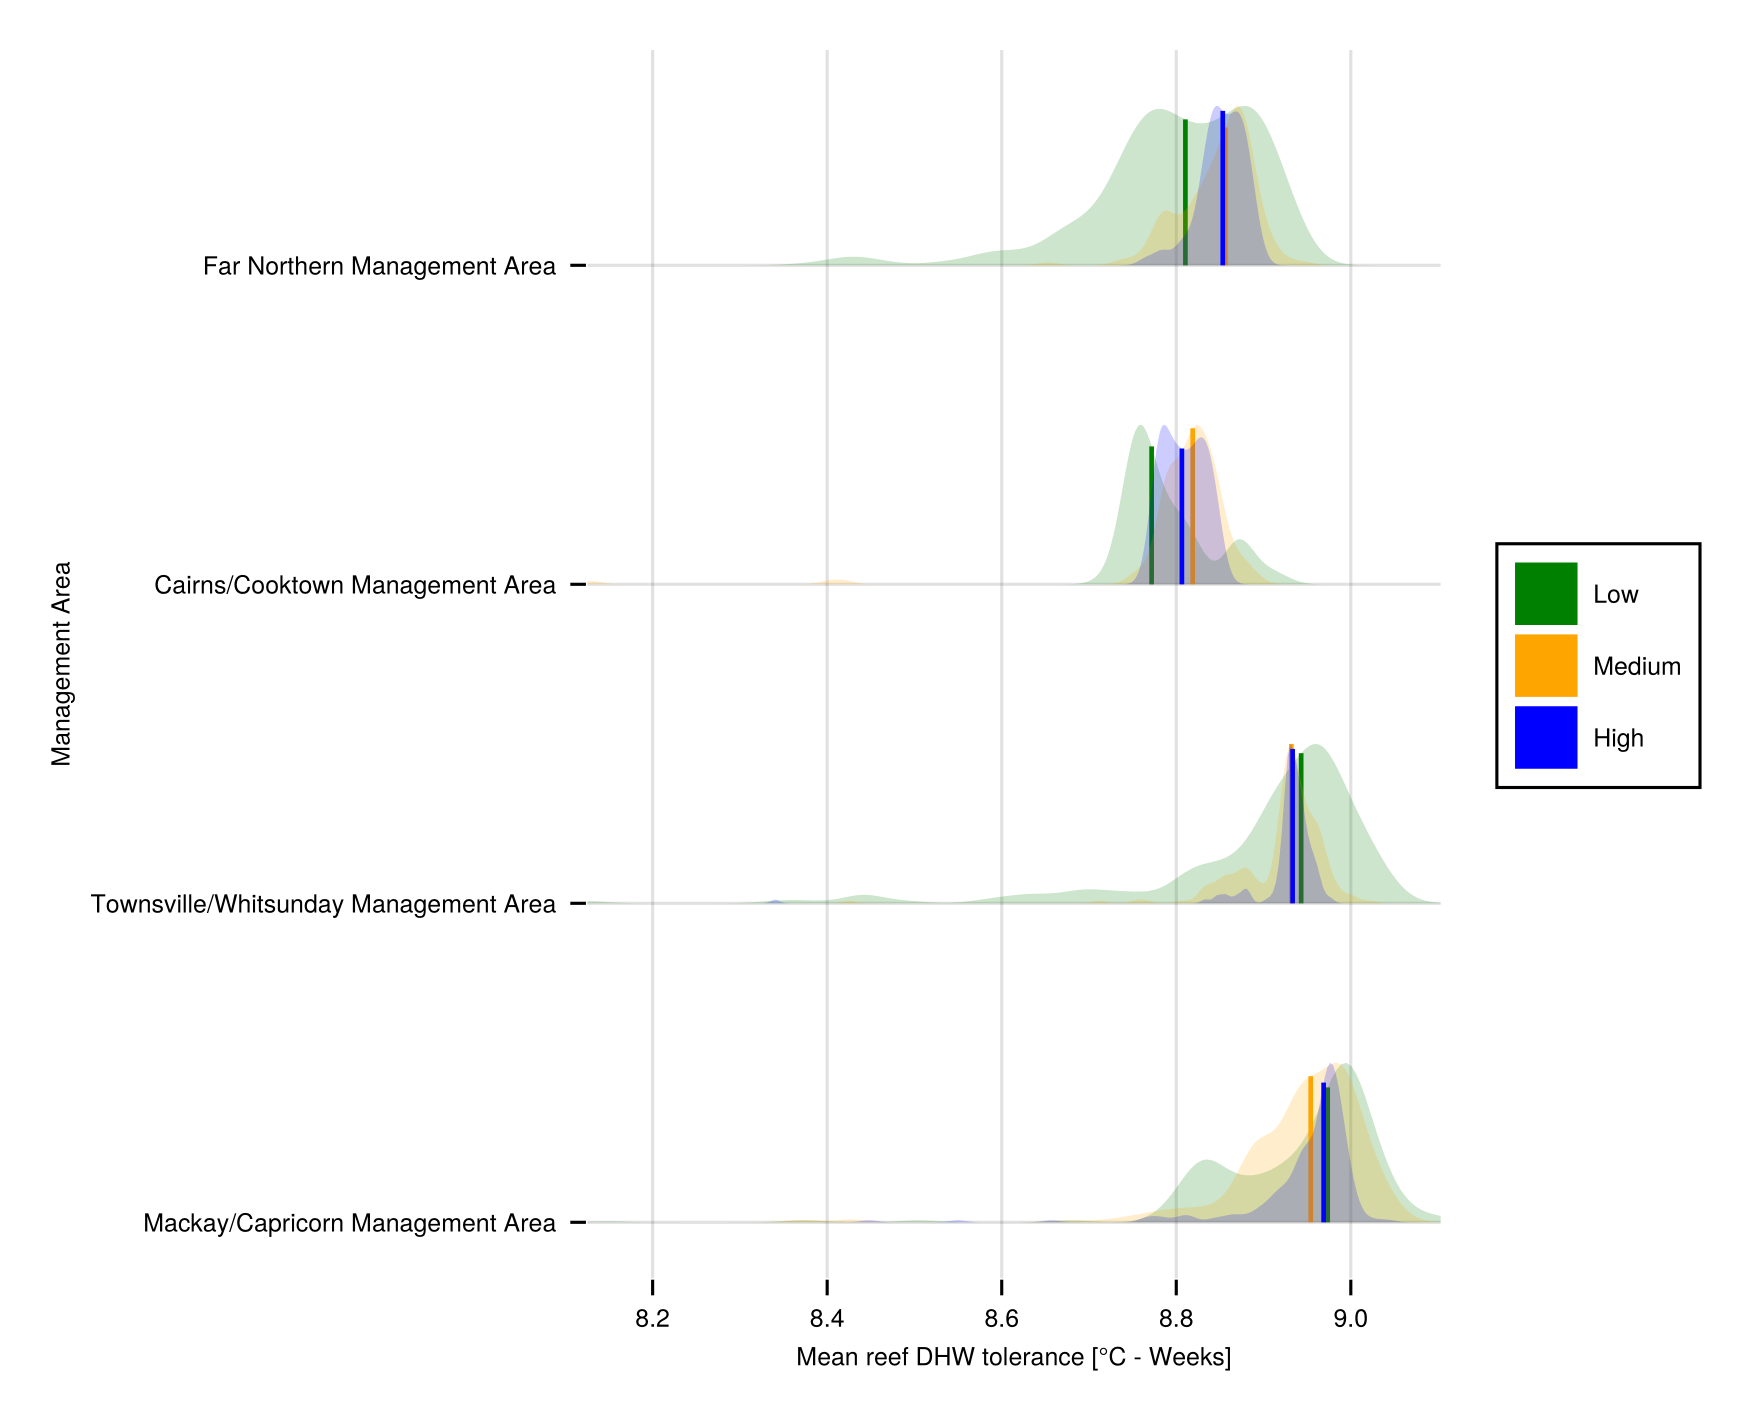 Management Area
Far Northern Management Area
Cairns/Cooktown Management Area
Townsville/Whitsunday Management Area
Mackay/Capricorn Management Area
8.2
8.4
8.6
8.8
9.0
Mean reef DHW tolerance [°C - Weeks]
Low
Medium
High